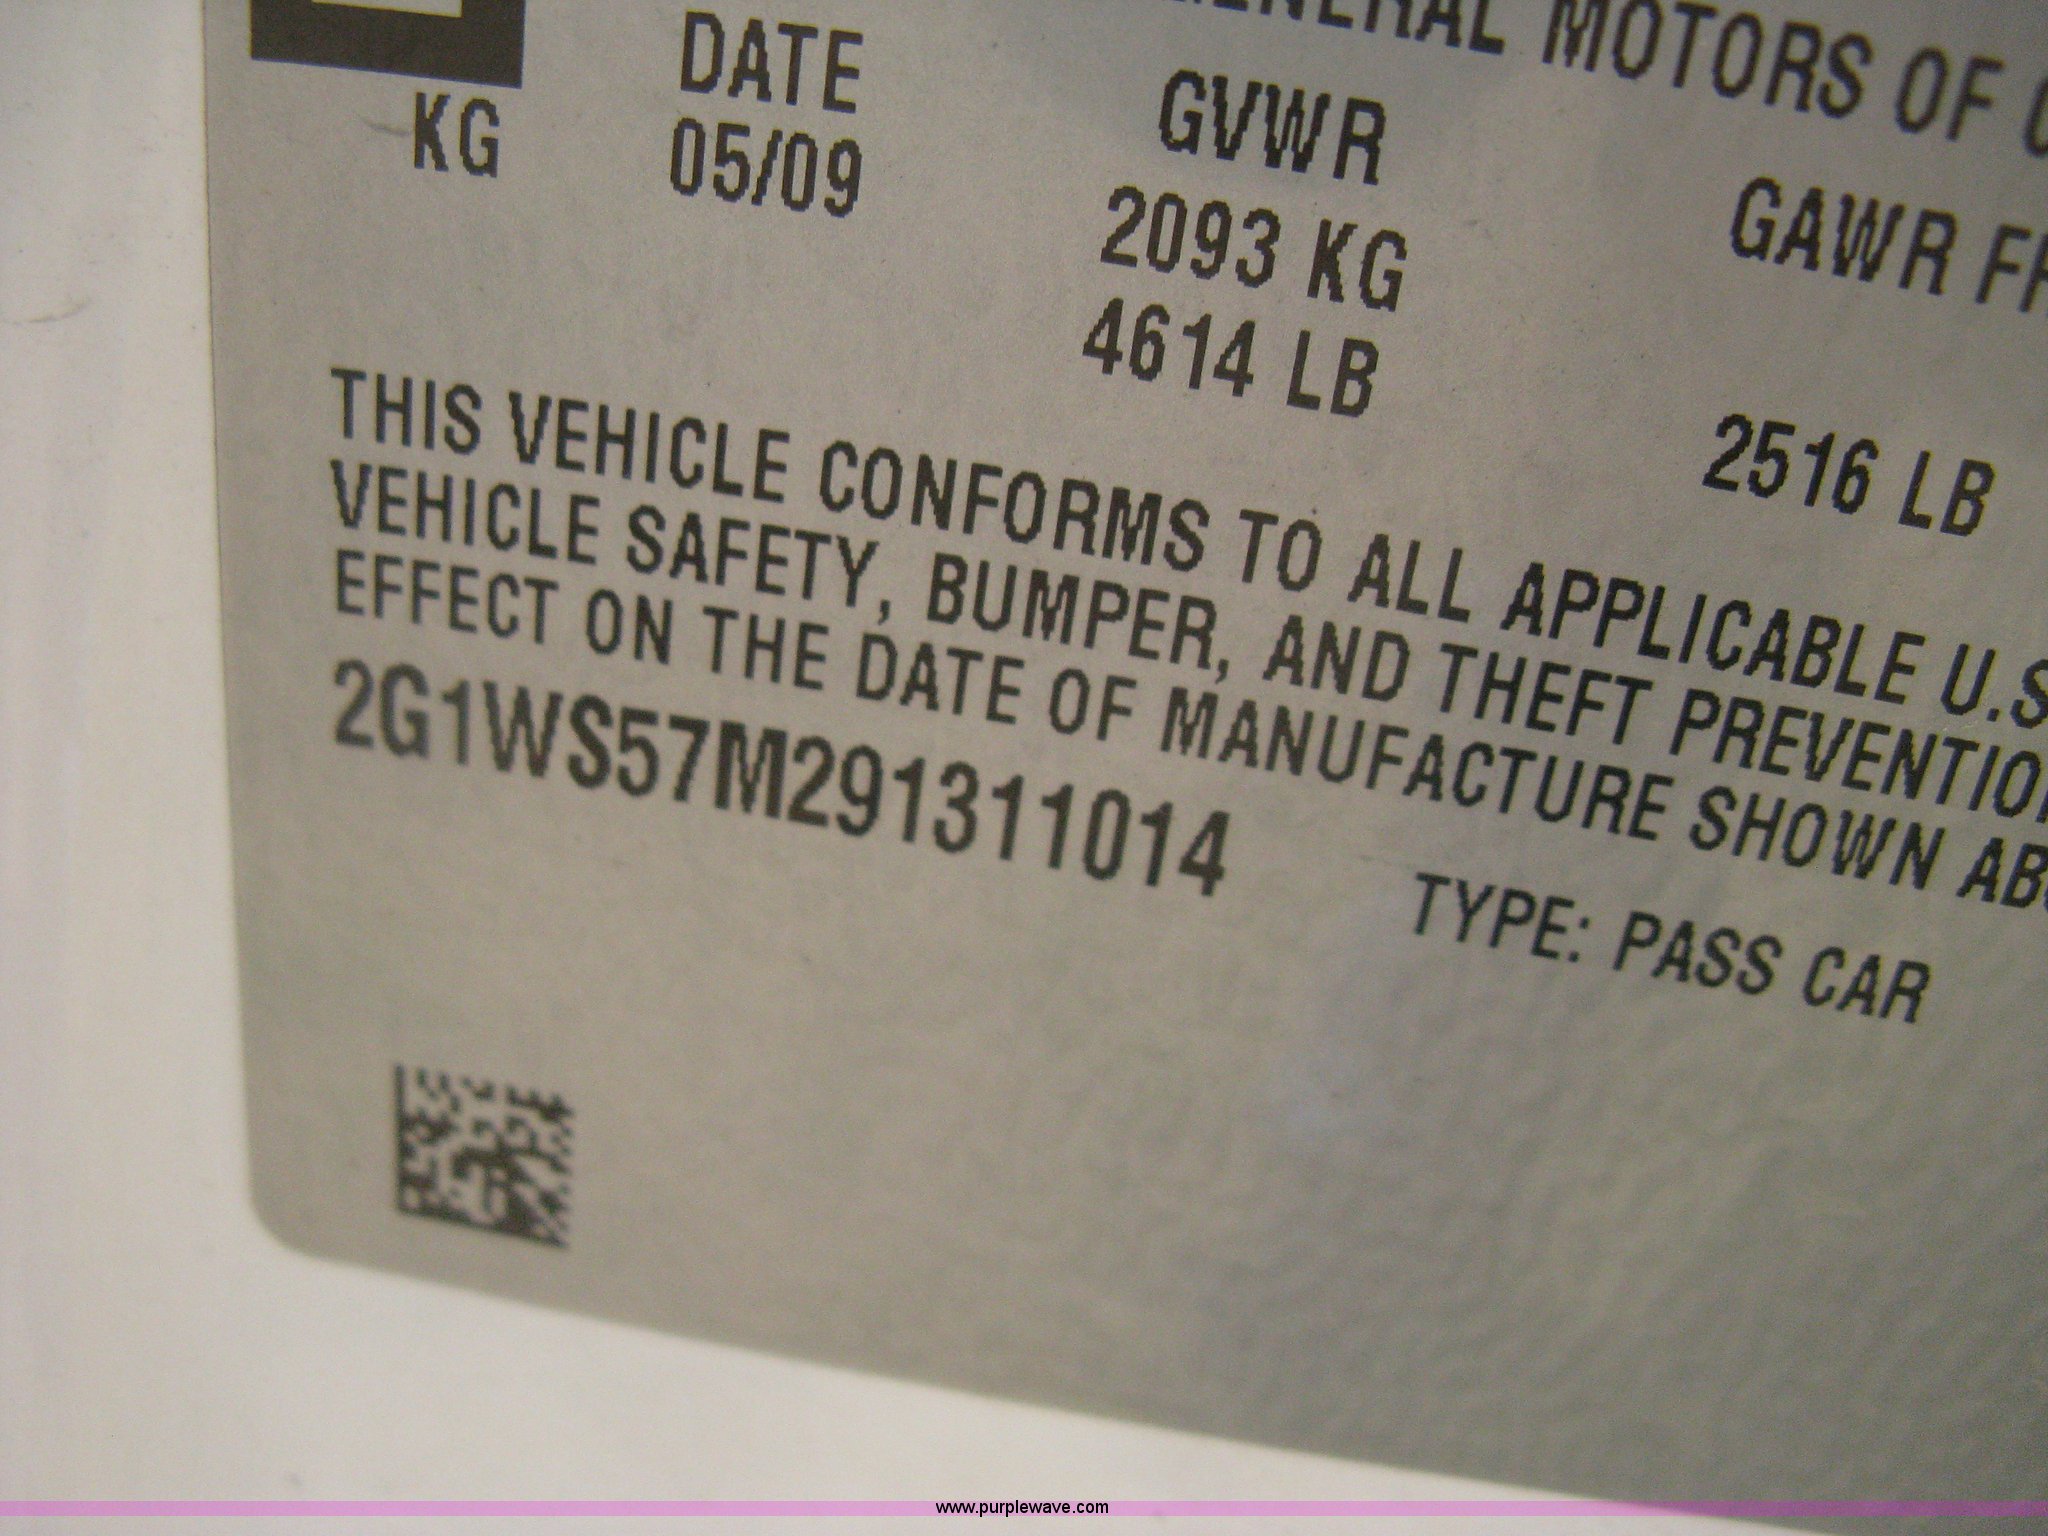 GENERAL MOTORS OF
DATE GVWR GAWR
KG 05/09 2093 KG
4614 LB 2516 LB
THIS VEHICLE CONFORMS TO ALL APPLICABLE U.S
VEHICLE SAFETY, BUMPER, AND THEFT PREVENTIO
EFFECT ON THE DATE OF MANUFACTURE SHOWN AB
2G1WS57M291311014
TYPE: PASS CAR
www.purplewave.com